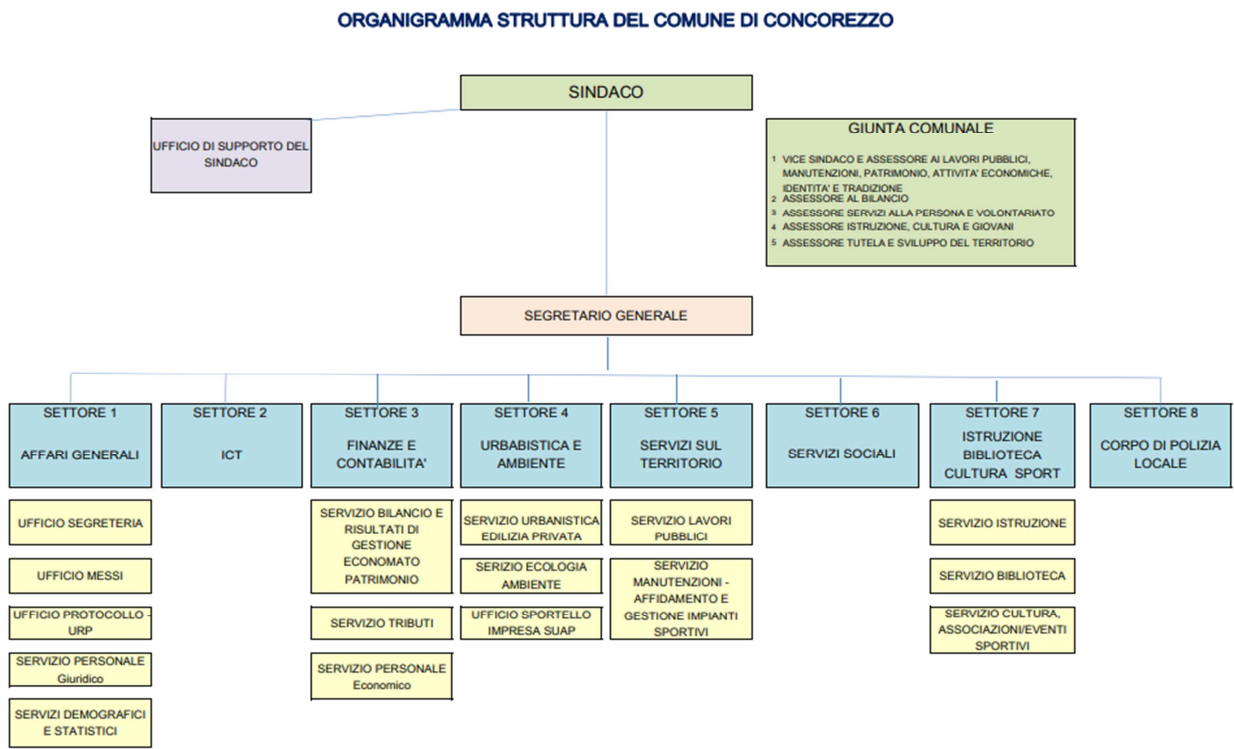 ORGANIGRAMMA STRUTTURA DEL COMUNE DI CONCOREZZO
SINDACO
UFFICIO DI SUPPORTO DEL
SINDACO
GIUNTA COMUNALE
1 VICE SINDACO E ASSESSORE AI LAVORI PUBBLICI,
MANUTENZIONI, PATRIMONIO, ATTIVITA' ECONOMICHE,
IDENTITA' E TRADIZIONE
2 ASSESSORE AL BILANCIO
3 ASSESSORE SERVIZI ALLA PERSONA E VOLONTARIATO
4 ASSESSORE ISTRUZIONE, CULTURA E GIOVANI
5 ASSESSORE TUTELA E SVILUPPO DEL TERRITORIO
SEGRETARIO GENERALE
SETTORE 1
AFFARI GENERALI
UFFICIO SEGRETERIA
UFFICIO MESSI
UFFICIO PROTOCOLLO -
URP
SERVIZIO PERSONALE
Giuridico
SERVIZI DEMOGRAFICI
E STATISTICI
SETTORE 2
ICT
SETTORE 3
FINANZE E
CONTABILITA'
SERVIZIO BILANCIO E
RISULTATI DI
GESTIONE
ECONOMATO
PATRIMONIO
SERVIZIO TRIBUTI
SERVIZIO PERSONALE
Economico
SETTORE 4
URBABISTICA E
AMBIENTE
SERVIZIO URBANISTICA
EDILIZIA PRIVATA
SERIZIO ECOLOGIA
AMBIENTE
UFFICIO SPORTELLO
IMPRESA SUAP
SETTORE 5
SERVIZI SUL
TERRITORIO
SERVIZIO LAVORI
PUBBLICI
SERVIZIO
MANUTENZIONI -
AFFIDAMENTO E
GESTIONE IMPIANTI
SPORTIVI
SETTORE 6
SERVIZI SOCIALI
SETTORE 7
ISTRUZIONE
BIBLIOTECA
CULTURA SPORT
SERVIZIO ISTRUZIONE
SERVIZIO BIBLIOTECA
SERVIZIO CULTURA,
ASSOCIAZIONI/EVENTI
SPORTIVI
SETTORE 8
CORPO DI POLIZIA
LOCALE